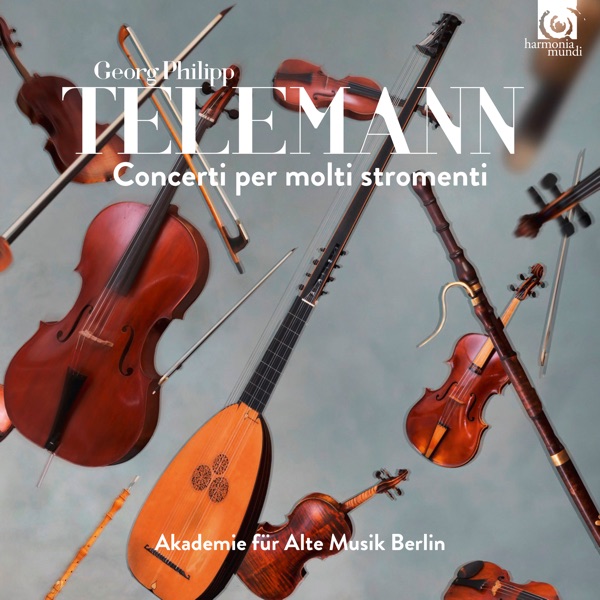 harmonia
mundi
Georg Philipp
TELEMANN
Concerti per molti stromenti
Akademie für Alte Musik Berlin